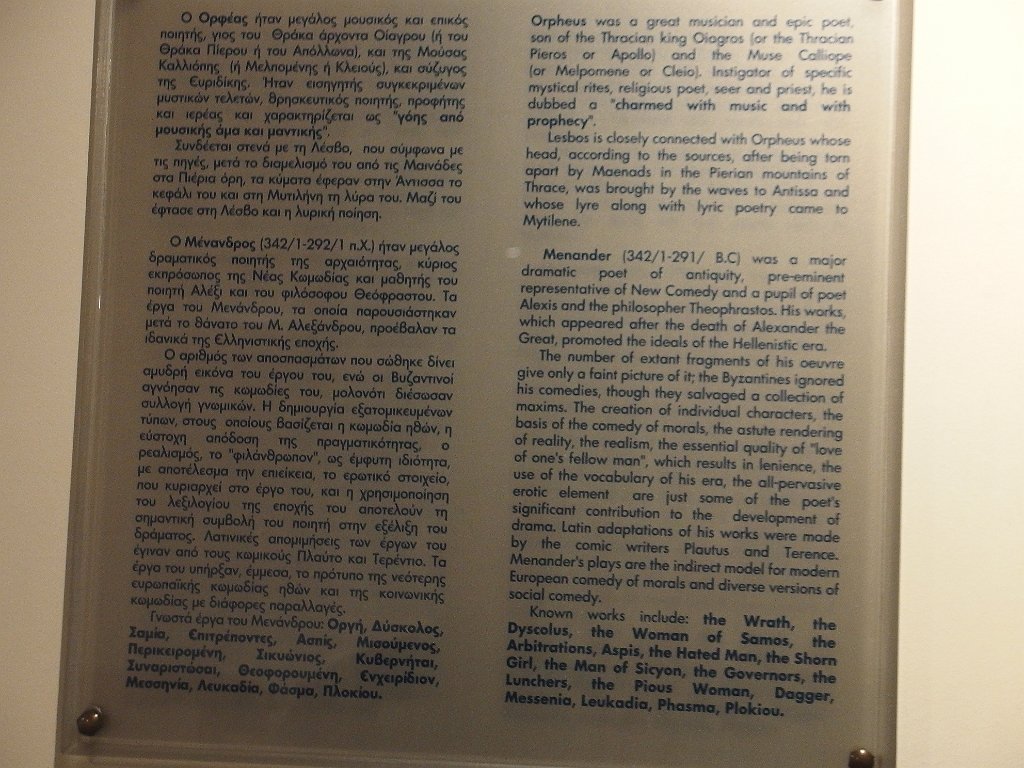 Ο Ορφέας ήταν μεγάλος μουσικός και επικός
ποιητής, γιος του Θράκα άρχοντα Οίαγρου (ή του
Θράκα Πίερου ή του Απόλλωνα), και της Μούσας
Καλλιόπης (ή Μελπομένης ή Κλειούς), και σύζυγος
της Ευριδίκης. Ήταν εισηγητής συγκεκριμένων
μυστικών τελετών, θρησκευτικός ποιητής, προφήτης
και ιερέας και χαρακτηρίζεται ως "γόης από
μουσικής άμα και μαντικής".
Συνδέεται στενά με τη Λέσβο, που σύμφωνα με
τις πηγές, μετά το διαμελισμό του από τις Μαινάδες
στα Πιέρια όρη, τα κύματα έφεραν στην Άντισσα το
κεφάλι του και στη Μυτιλήνη τη λύρα του. Μαζί του
έφτασε στη Λέσβο και η λυρική ποίηση.
Ο Μένανδρος (342/1-292/1 π.Χ.) ήταν μεγάλος
δραματικός ποιητής της αρχαιότητας, κύριος
εκπρόσωπος της Νέας Κωμωδίας και μαθητής του
ποιητή Αλέξι και του φιλόσοφου Θεόφραστου. Τα
έργα του Μενάνδρου, τα οποία παρουσιάστηκαν
μετά το θάνατο του Μ. Αλεξάνδρου, προέβαλαν τα
ιδανικά της Ελληνιστικής εποχής.
Ο αριθμός των αποσπασμάτων που σώθηκε δίνει
αμυδρή εικόνα του έργου του, ενώ οι Βυζαντινοί
αγνόησαν τις κωμωδίες του, μολονότι διέσωσαν
συλλογή γνωμικών. Η δημιουργία εξατομικευμένων
τύπων, στους οποίους βασίζεται η κωμωδία ηθών, η
εύστοχη απόδοση της πραγματικότητας, ο
ρεαλισμός, το "φιλάνθρωπον", ως έμφυτη ιδιότητα,
με αποτέλεσμα την επιείκεια, το ερωτικό στοιχείο,
που κυριαρχεί στο έργο του, και η χρησιμοποίηση
του λεξιλογίου της εποχής του αποτελούν τη
σημαντική συμβολή του ποιητή στην εξέλιξη του
δράματος. Λατινικές απομιμήσεις των έργων του
έγιναν από τους κωμικούς Πλαύτο και Τερέντιο. Τα
έργα του υπήρξαν, έμμεσα, το πρότυπο της νεότερης
ευρωπαϊκής κωμωδίας ηθών και της κοινωνικής
κωμωδίας με διάφορες παραλλαγές.
Γνωστά έργα του Μενάνδρου: Οργή, Δύσκολος,
Σαμία, Επιτρέποντες, Ασπίς, Μισούμενος,
Περικειρομένη, Σικυώνιος, Κυβερνήται,
Συναριστώσαι, Θεοφορουμένη, Ενχειρίδιον,
Μεσσηνία, Λευκαδία, Φάσμα, Πλοκίου.
Orpheus was a great musician and epic poet,
son of the Thracian king Oiagros (or the Thracian
Pieros or Apollo) and the Muse Calliope
(or Melpomene or Cleio). Instigator of specific
mystical rites, religious poet, seer and priest, he is
dubbed a "charmed with music and with
prophecy".
Lesbos is closely connected with Orpheus whose
head, according to the sources, after being torn
apart by Maenads in the Pierian mountains of
Thrace, was brought by the waves to Antissa and
whose lyre along with lyric poetry came to
Mytilene.
Menander (342/1-291/ B.C) was a major
dramatic poet of antiquity, pre-eminent
representative of New Comedy and a pupil of poet
Alexis and the philosopher Theophrastos. His works,
which appeared after the death of Alexander the
Great, promoted the ideals of the Hellenistic era.
The number of extant fragments of his oeuvre
give only a faint picture of it; the Byzantines ignored
his comedies, though they salvaged a collection of
maxims. The creation of individual characters, the
basis of the comedy of morals, the astute rendering
of reality, the realism, the essential quality of "love
of one's fellow man", which results in lenience, the
use of the vocabulary of his era, the all-pervasive
erotic element are just some of the poet's
significant contribution to the development of
drama. Latin adaptations of his works were made
by the comic writers Plautus and Terence.
Menander's plays are the indirect model for modern
European comedy of morals and diverse versions of
social comedy.
Known works include: the Wrath, the
Dyscolus, the Woman of Samos, the
Arbitrations, Aspis, the Hated Man, the Shorn
Girl, the Man of Sicyon, the Governors, the
Lunchers, the Pious Woman, Dagger,
Messenia, Leukadia, Phasma, Plokiou.